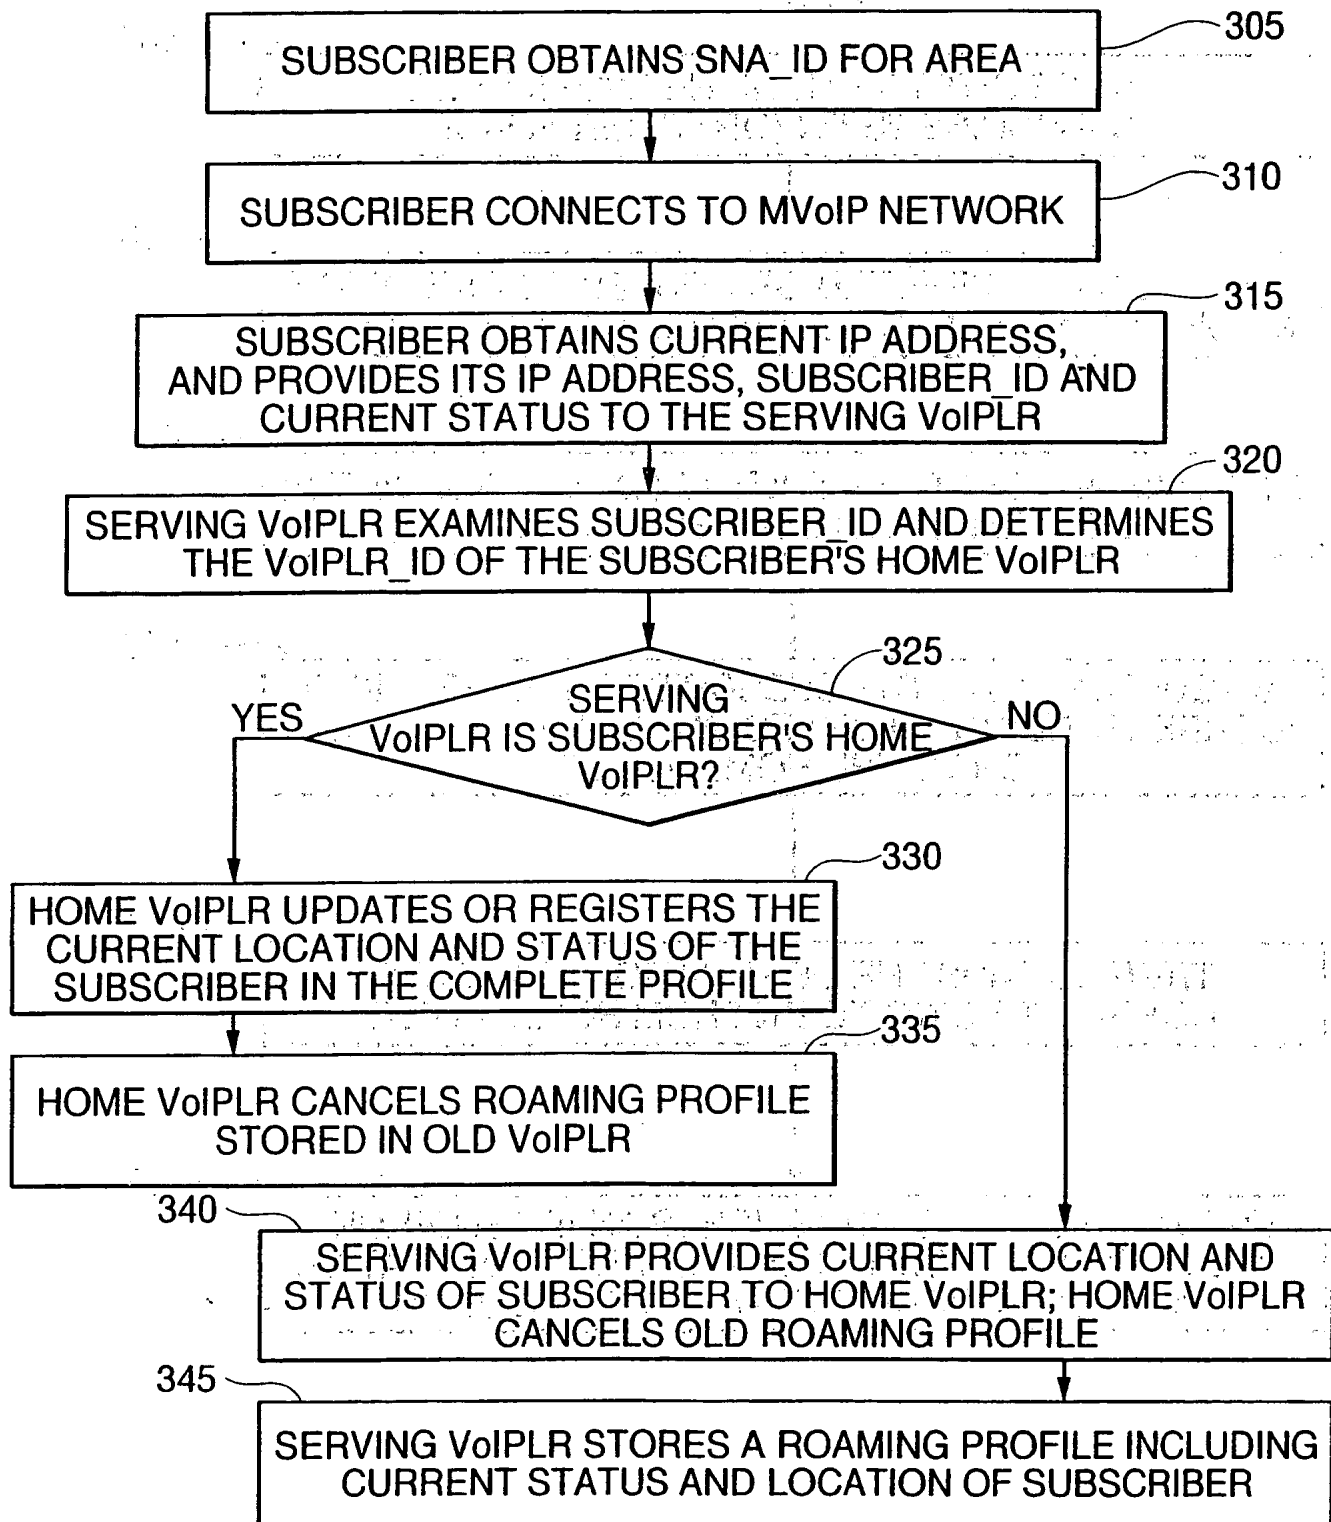 305
SUBSCRIBER OBTAINS SNA_ID FOR AREA
310
SUBSCRIBER CONNECTS TO MVoIP NETWORK
315
SUBSCRIBER OBTAINS CURRENT IP ADDRESS,
AND PROVIDES ITS IP ADDRESS, SUBSCRIBER_ID AND
CURRENT STATUS TO THE SERVING VoIPLR
320
SERVING VoIPLR EXAMINES SUBSCRIBER_ID AND DETERMINES
THE VoIPLR_ID OF THE SUBSCRIBER'S HOME VoIPLR
325
SERVING
VoIPLR IS SUBSCRIBER'S HOME
VoIPLR?
YES
NO
330
HOME VoIPLR UPDATES OR REGISTERS THE
CURRENT LOCATION AND STATUS OF THE
SUBSCRIBER IN THE COMPLETE PROFILE
335
HOME VoIPLR CANCELS ROAMING PROFILE
STORED IN OLD VoIPLR
340
SERVING VoIPLR PROVIDES CURRENT LOCATION AND
STATUS OF SUBSCRIBER TO HOME VoIPLR; HOME VoIPLR
CANCELS OLD ROAMING PROFILE
345
SERVING VoIPLR STORES A ROAMING PROFILE INCLUDING
CURRENT STATUS AND LOCATION OF SUBSCRIBER